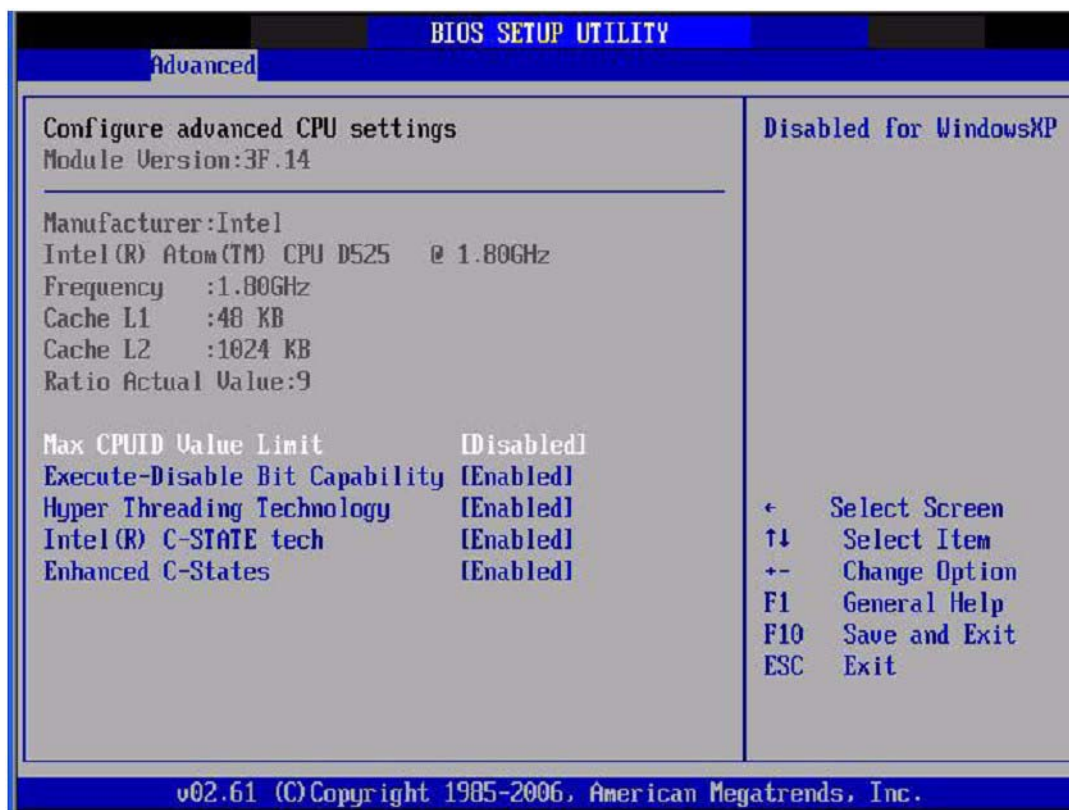 BIOS SETUP UTILITY
Advanced
Configure advanced CPU settings
Module Version:3F.14
Manufacturer:Intel
Intel(R) Atom(TM) CPU D525 @ 1.80GHz
Frequency :1.80GHz
Cache L1 :48 KB
Cache L2 :1024 KB
Ratio Actual Value:9
Max CPUID Value Limit [Disabled]
Execute-Disable Bit Capability [Enabled]
Hyper Threading Technology [Enabled]
Intel(R) C-STATE tech [Enabled]
Enhanced C-States [Enabled]
Disabled for WindowsXP
← Select Screen
↑↓ Select Item
+- Change Option
F1 General Help
F10 Save and Exit
ESC Exit
v02.61 (C)Copyright 1985-2006, American Megatrends, Inc.